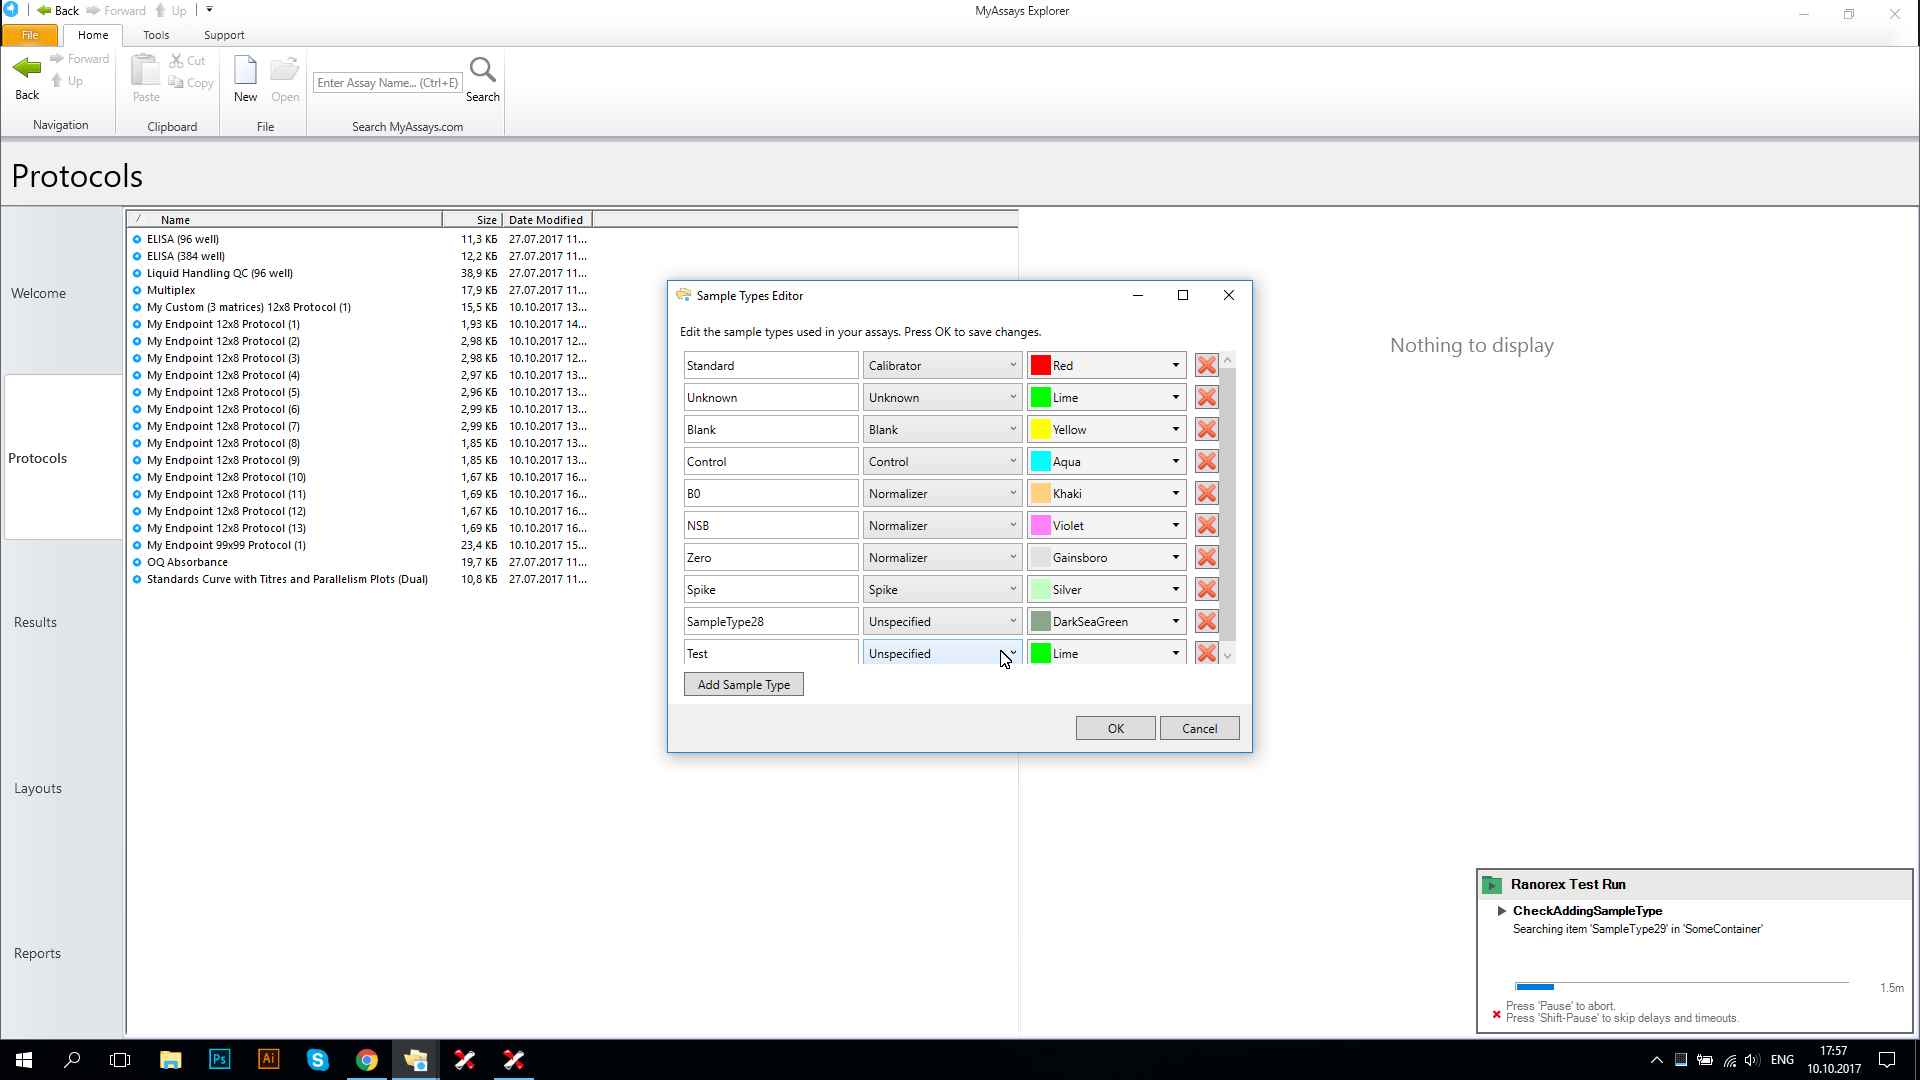 Back Forward Up
MyAssays Explorer
File Home Tools Support
Back
Forward
Up
Navigation
Paste
Cut
Copy
Clipboard
New
Open
File
Enter Assay Name... (Ctrl+E)
Search
Search MyAssays.com
Protocols
Welcome
Protocols
Results
Layouts
Reports
Name Size Date Modified
ELISA (96 well) 11,3 КБ 27.07.2017 11...
ELISA (384 well) 12,2 КБ 27.07.2017 11...
Liquid Handling QC (96 well) 38,9 КБ 27.07.2017 11...
Multiplex 17,9 КБ 27.07.2017 11...
My Custom (3 matrices) 12x8 Protocol (1) 15,5 КБ 10.10.2017 13...
My Endpoint 12x8 Protocol (1) 1,93 КБ 10.10.2017 14...
My Endpoint 12x8 Protocol (2) 2,98 КБ 10.10.2017 12...
My Endpoint 12x8 Protocol (3) 2,98 КБ 10.10.2017 12...
My Endpoint 12x8 Protocol (4) 2,97 КБ 10.10.2017 13...
My Endpoint 12x8 Protocol (5) 2,96 КБ 10.10.2017 13...
My Endpoint 12x8 Protocol (6) 2,99 КБ 10.10.2017 13...
My Endpoint 12x8 Protocol (7) 2,99 КБ 10.10.2017 13...
My Endpoint 12x8 Protocol (8) 1,85 КБ 10.10.2017 13...
My Endpoint 12x8 Protocol (9) 1,85 КБ 10.10.2017 13...
My Endpoint 12x8 Protocol (10) 1,67 КБ 10.10.2017 16...
My Endpoint 12x8 Protocol (11) 1,69 КБ 10.10.2017 16...
My Endpoint 12x8 Protocol (12) 1,67 КБ 10.10.2017 16...
My Endpoint 12x8 Protocol (13) 1,69 КБ 10.10.2017 16...
My Endpoint 99x99 Protocol (1) 23,4 КБ 10.10.2017 15...
OQ Absorbance 19,7 КБ 27.07.2017 11...
Standards Curve with Titres and Parallelism Plots (Dual) 10,8 КБ 27.07.2017 11...
Nothing to display
Sample Types Editor
Edit the sample types used in your assays. Press OK to save changes.
Standard Calibrator Red
Unknown Unknown Lime
Blank Blank Yellow
Control Control Aqua
B0 Normalizer Khaki
NSB Normalizer Violet
Zero Normalizer Gainsboro
Spike Spike Silver
SampleType28 Unspecified DarkSeaGreen
Test Unspecified Lime
Add Sample Type
OK Cancel
Ranorex Test Run
CheckAddingSampleType
Searching item 'SampleType29' in 'SomeContainer'
1.5m
Press 'Pause' to abort.
Press 'Shift-Pause' to skip delays and timeouts.
Ps
Ai
ENG
17:57
10.10.2017